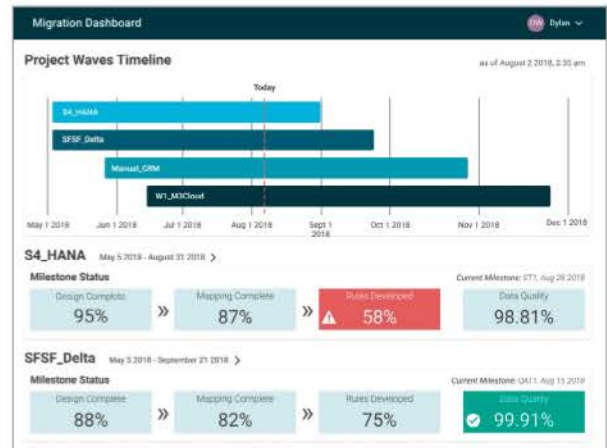 Migration Dashboard
DW Dylan
Project Waves Timeline
as of August 2 2018, 2:35 am
Today
S4_HANA
SFSF_Delta
Manual_CRM
W1_M3Cloud
May 1 2018 Jun 1 2018 Jul 1 2018 Aug 1 2018 Sept 1 2018 Oct 1 2018 Nov 1 2018 Dec 1 2018
S4_HANA May 5 2018 - August 31 2018 >
Milestone Status
Current Milestone: UT1, Aug 28 2018
Design Complete Mapping Complete Rules Developed Data Quality
95% » 87% » 58% 98.81%
SFSF_Delta May 5 2018 - September 21 2018 >
Milestone Status
Current Milestone: UAT1, Aug 15 2018
Design Complete Mapping Complete Rules Developed Data Quality
88% » 82% » 75% 99.91%